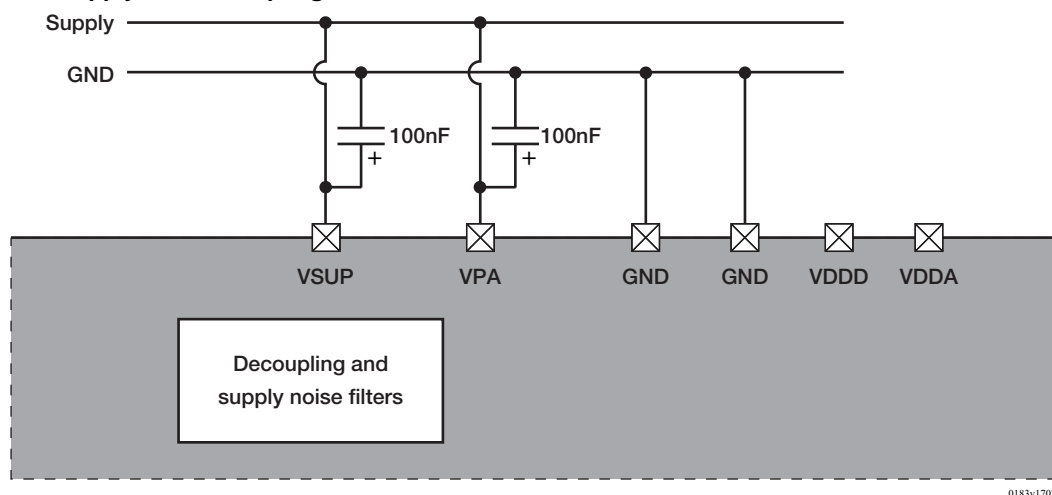 Supply
GND
100nF
+
100nF
+
VSUP
VPA
GND
GND
VDDD
VDDA
Decoupling and
supply noise filters